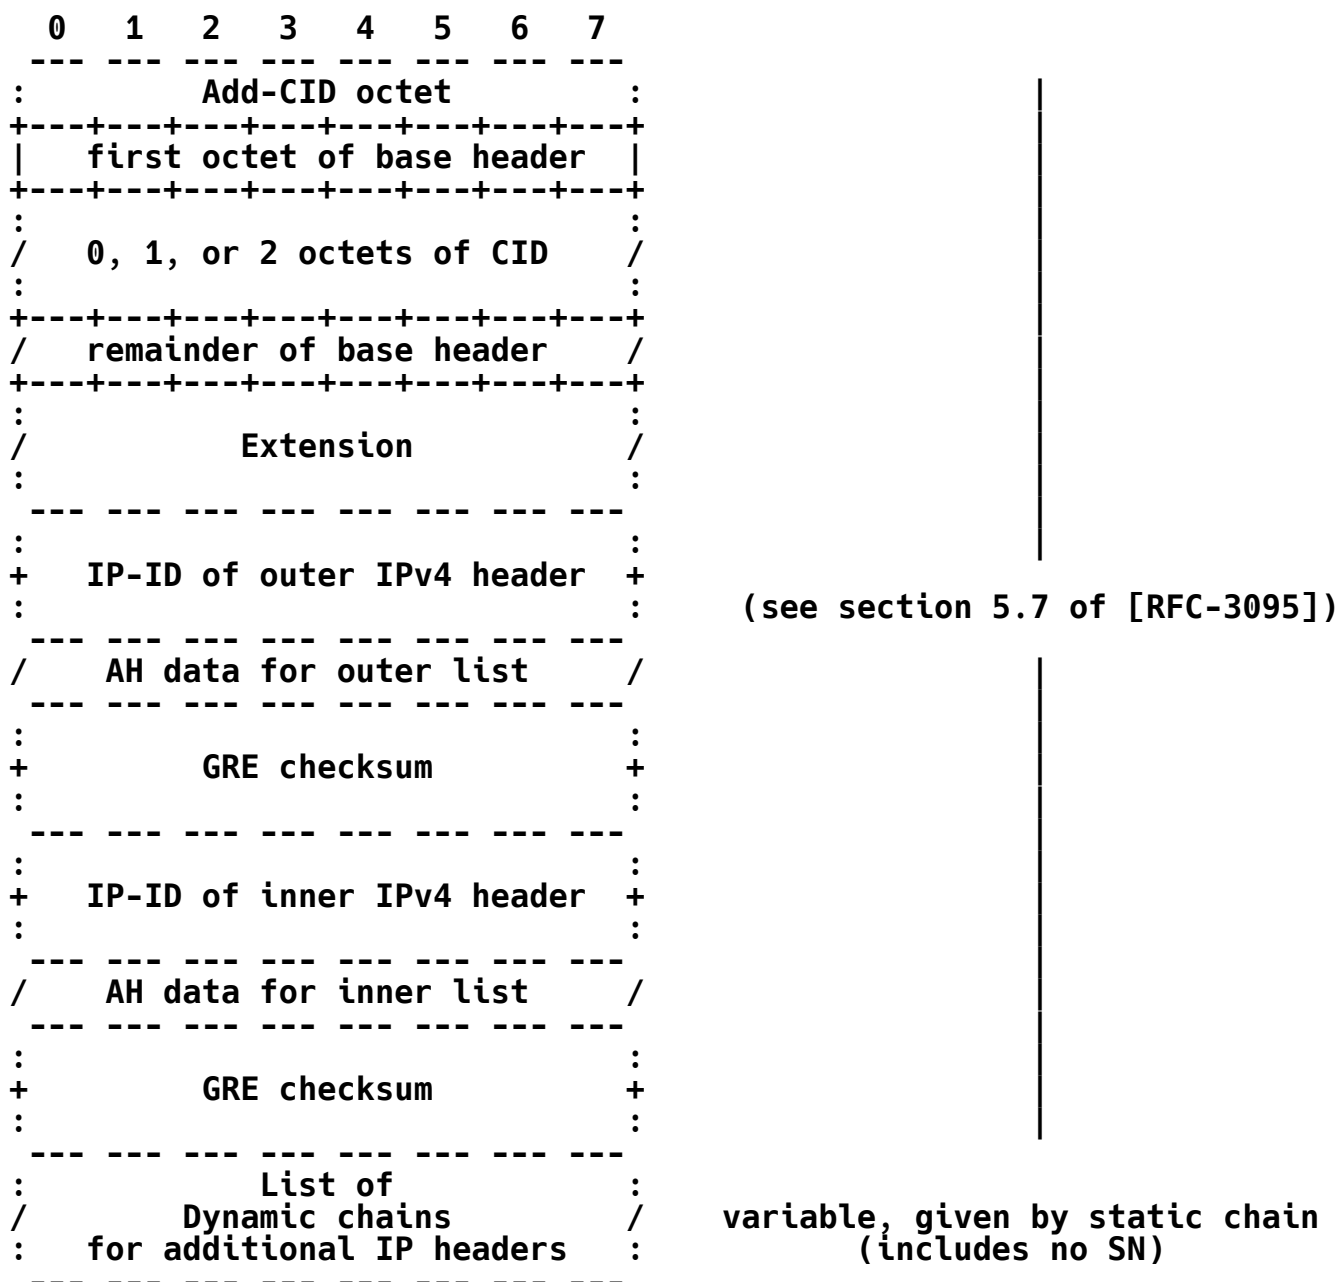 0   1   2   3   4   5   6   7
 --- --- --- --- --- --- --- ---
:         Add-CID octet         :                    |
+---+---+---+---+---+---+---+---+                    |
|   first octet of base header  |                    |
+---+---+---+---+---+---+---+---+                    |
:                               :                    |
/   0, 1, or 2 octets of CID    /                    |
:                               :                    |
+---+---+---+---+---+---+---+---+                    |
/   remainder of base header    /                    |
+---+---+---+---+---+---+---+---+                    |
:                               :                    |
/           Extension           /                    |
:                               :                    |
 --- --- --- --- --- --- --- ---                     |
:                               :                    |
+   IP-ID of outer IPv4 header  +
:                               :     (see section 5.7 of [RFC-3095])
 --- --- --- --- --- --- --- ---
/    AH data for outer list     /                    |
 --- --- --- --- --- --- --- ---                     |
:                               :                    |
+         GRE checksum          +                    |
:                               :                    |
 --- --- --- --- --- --- --- ---                     |
:                               :                    |
+   IP-ID of inner IPv4 header  +                    |
:                               :                    |
 --- --- --- --- --- --- --- ---                     |
/    AH data for inner list     /                    |
 --- --- --- --- --- --- --- ---                     |
:                               :                    |
+         GRE checksum          +                    |
:                               :                    |
 --- --- --- --- --- --- --- ---
:            List of            :
/        Dynamic chains         /    variable, given by static chain
:   for additional IP headers   :           (includes no SN)
 --- --- --- --- --- --- --- ---